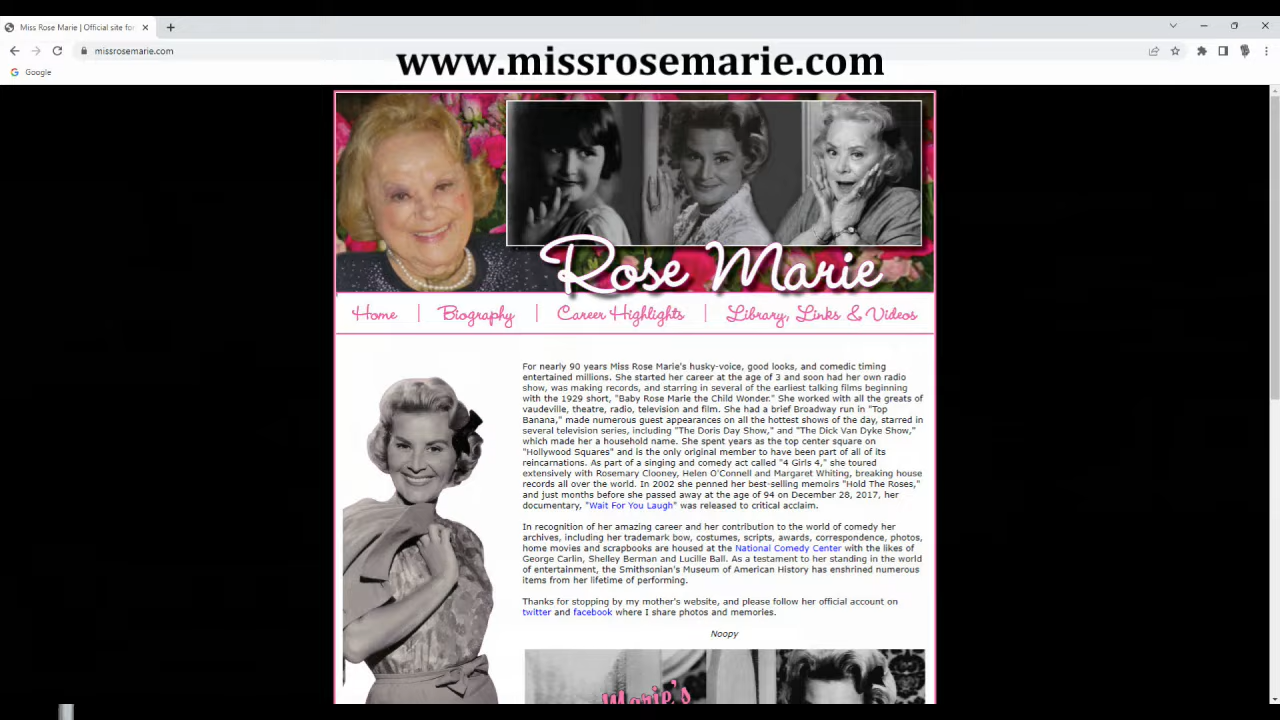 Miss Rose Marie | Official site for
missrosemarie.com
www.missrosemarie.com
Google
Rose Marie
Home
Biography
Career Highlights
Library, Links & Videos
For nearly 90 years Miss Rose Marie's husky-voice, good looks, and comedic timing
entertained millions. She started her career at the age of 3 and soon had her own radio
show, was making records, and starring in several of the earliest talking films beginning
with the 1929 short, "Baby Rose Marie the Child Wonder." She worked with all the greats of
vaudeville, theatre, radio, television and film. She had a brief Broadway run in "Top
Banana," made numerous guest appearances on all the hottest shows of the day, starred in
several television series, including "The Doris Day Show," and "The Dick Van Dyke Show,"
which made her a household name. She spent years as the top center square on
"Hollywood Squares" and is the only original member to have been part of all of its
reincarnations. As part of a singing and comedy act called "4 Girls 4," she toured
extensively with Rosemary Clooney, Helen O'Connell and Margaret Whiting, breaking house
records all over the world. In 2002 she penned her best-selling memoirs "Hold The Roses,"
and just months before she passed away at the age of 94 on December 28, 2017, her
documentary, "Wait For You Laugh" was released to critical acclaim.
In recognition of her amazing career and her contribution to the world of comedy her
archives, including her trademark bow, costumes, scripts, awards, correspondence, photos,
home movies and scrapbooks are housed at the National Comedy Center with the likes of
George Carlin, Shelley Berman and Lucille Ball. As a testament to her standing in the world
of entertainment, the Smithsonian's Museum of American History has enshrined numerous
items from her lifetime of performing.
Thanks for stopping by my mother's website, and please follow her official account on
twitter and facebook where I share photos and memories.
Noopy
Marie's